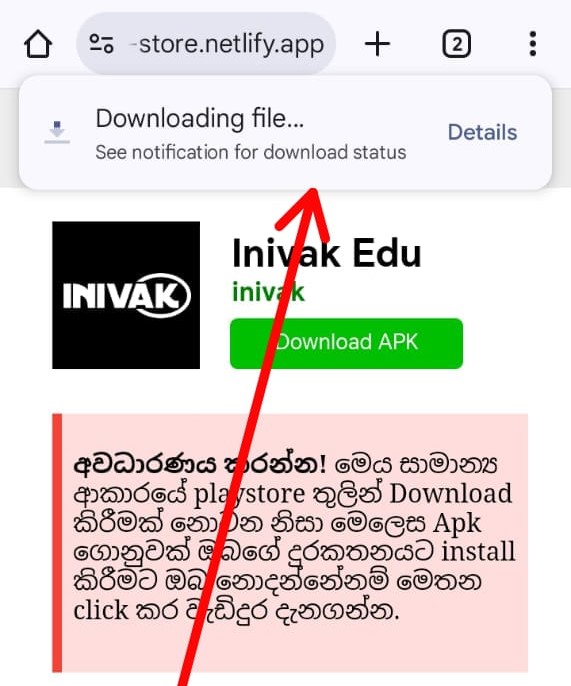 -store.netlify.app
2
Downloading file...
Details
See notification for download status
INIVAK
Inivak Edu
inivak
Download APK
අවධාරණය කරන්න! මෙය සාමාන්‍ය
ආකාරයේ playstore තුලින් Download
කිරීමක් නොවන නිසා මෙලෙස Apk
ගොනුවක් ඔබගේ දුරකතනයට install
කිරීමට ඔබ නොදන්නේනම් මෙතන
click කර වැඩිදුර දැනගන්න.